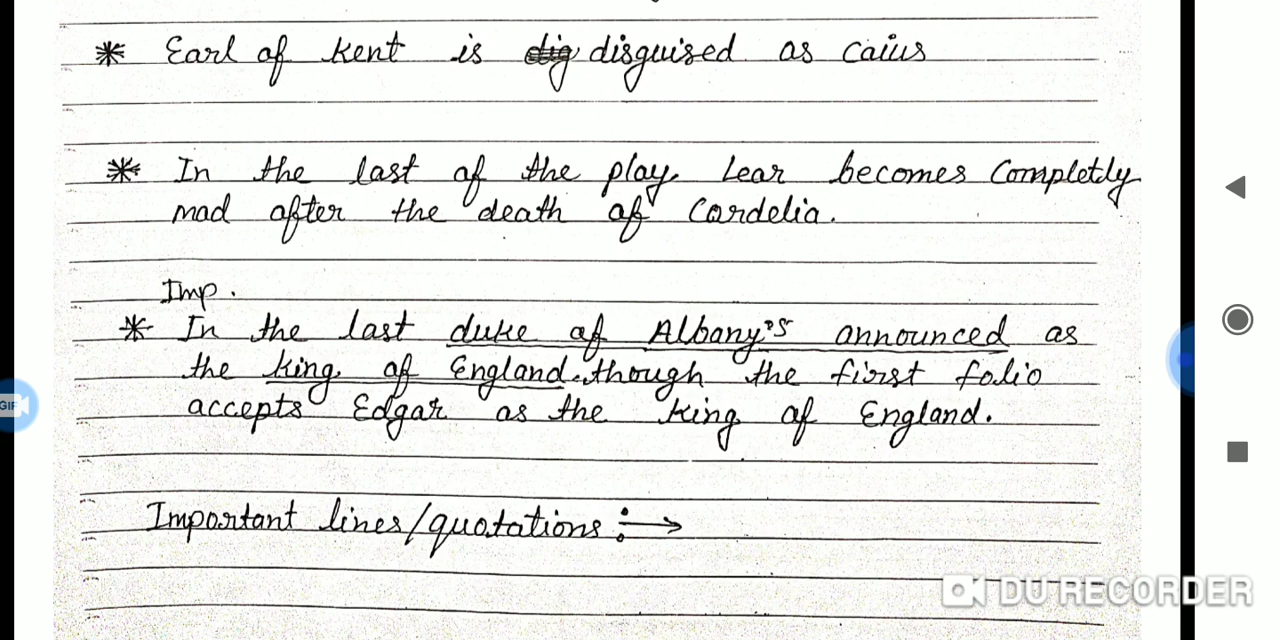 * Earl of Kent is disguised as Caius
* In the last of the play, Lear becomes Completly
mad after the death of Cordelia.
Imp.
* In the last duke of Albany's announced as
the King of England. though the first folio
accepts Edgar as the King of England.
Important lines/quotations :→
GIF
DU RECORDER